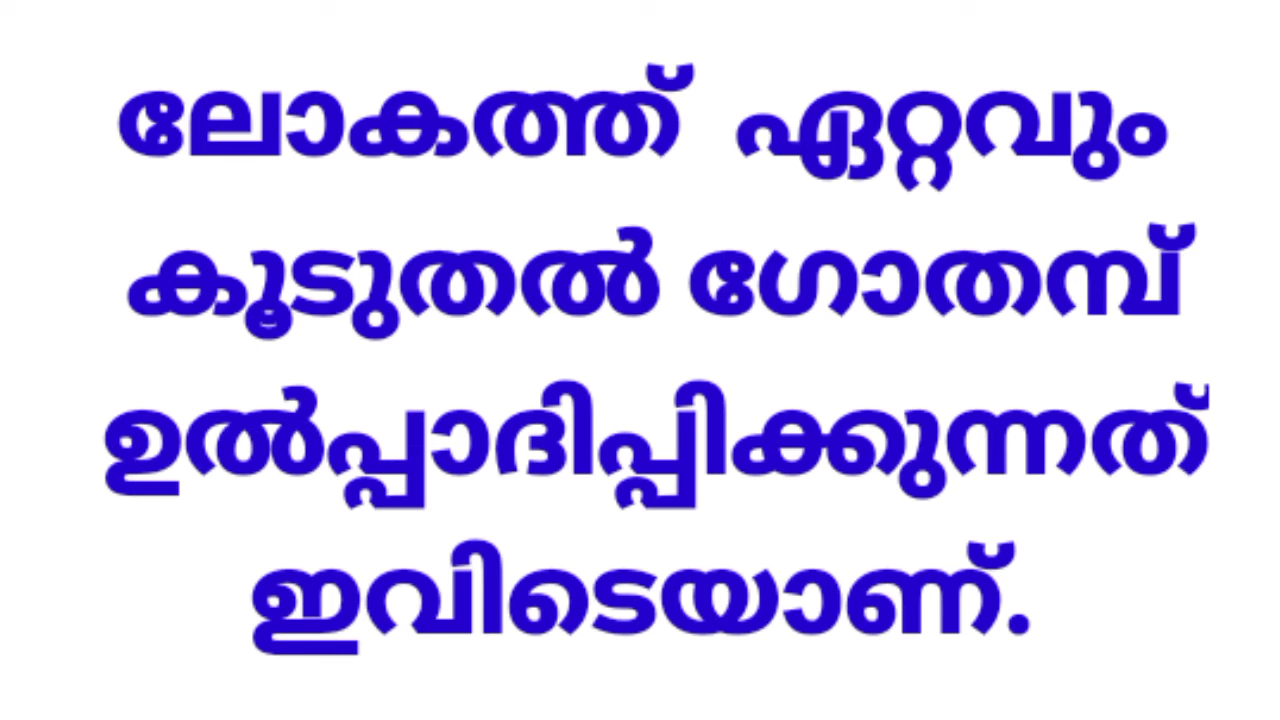 ലോകത്ത് ഏറ്റവും
കൂടുതൽ ഗോതമ്പ്
ഉൽപ്പാദിപ്പിക്കുന്നത്
ഇവിടെയാണ്.